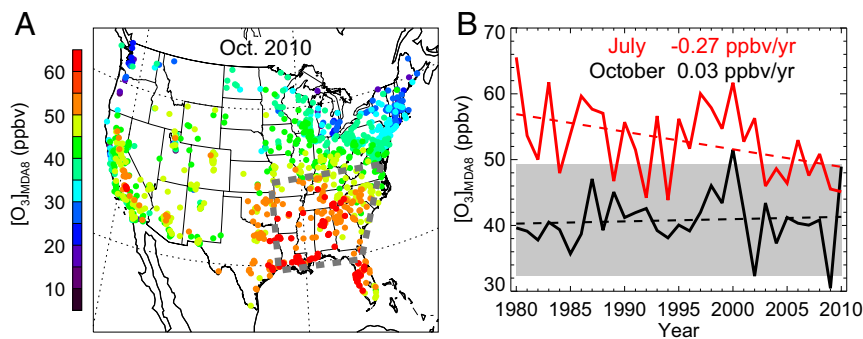 A
Oct. 2010
[O3]MDA8 (ppbv)
60
50
40
30
20
10
B
July -0.27 ppbv/yr
October 0.03 ppbv/yr
[O3]MDA8 (ppbv)
70
60
50
40
30
1980 1985 1990 1995 2000 2005 2010
Year